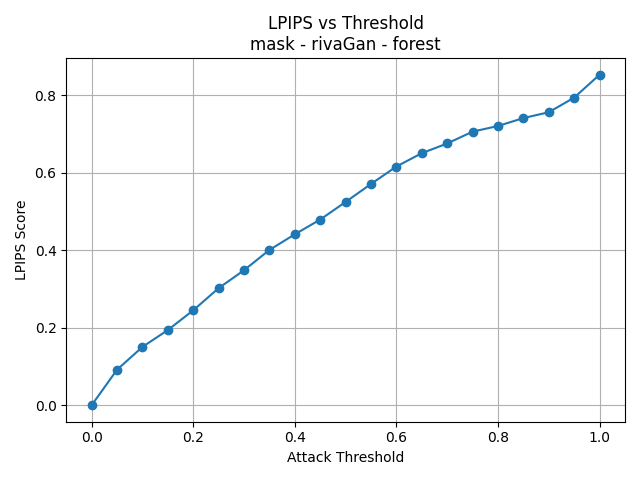 LPIPS vs Threshold
mask - rivaGan - forest
0.8
0.6
0.4
0.2
0.0
LPIPS Score
0.0 0.2 0.4 0.6 0.8 1.0
Attack Threshold